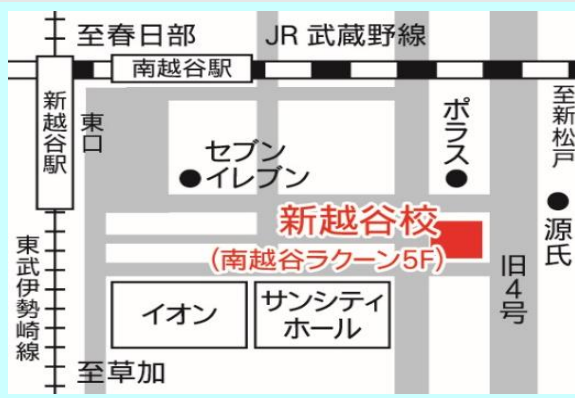 至春日部
JR 武蔵野線
南越谷駅
新越谷駅
東口
セブン
イレブン
ポラス
至新松戸
源氏
新越谷校
(南越谷ラクーン5F)
旧4号
イオン
サンシティ
ホール
東武伊勢崎線
至草加